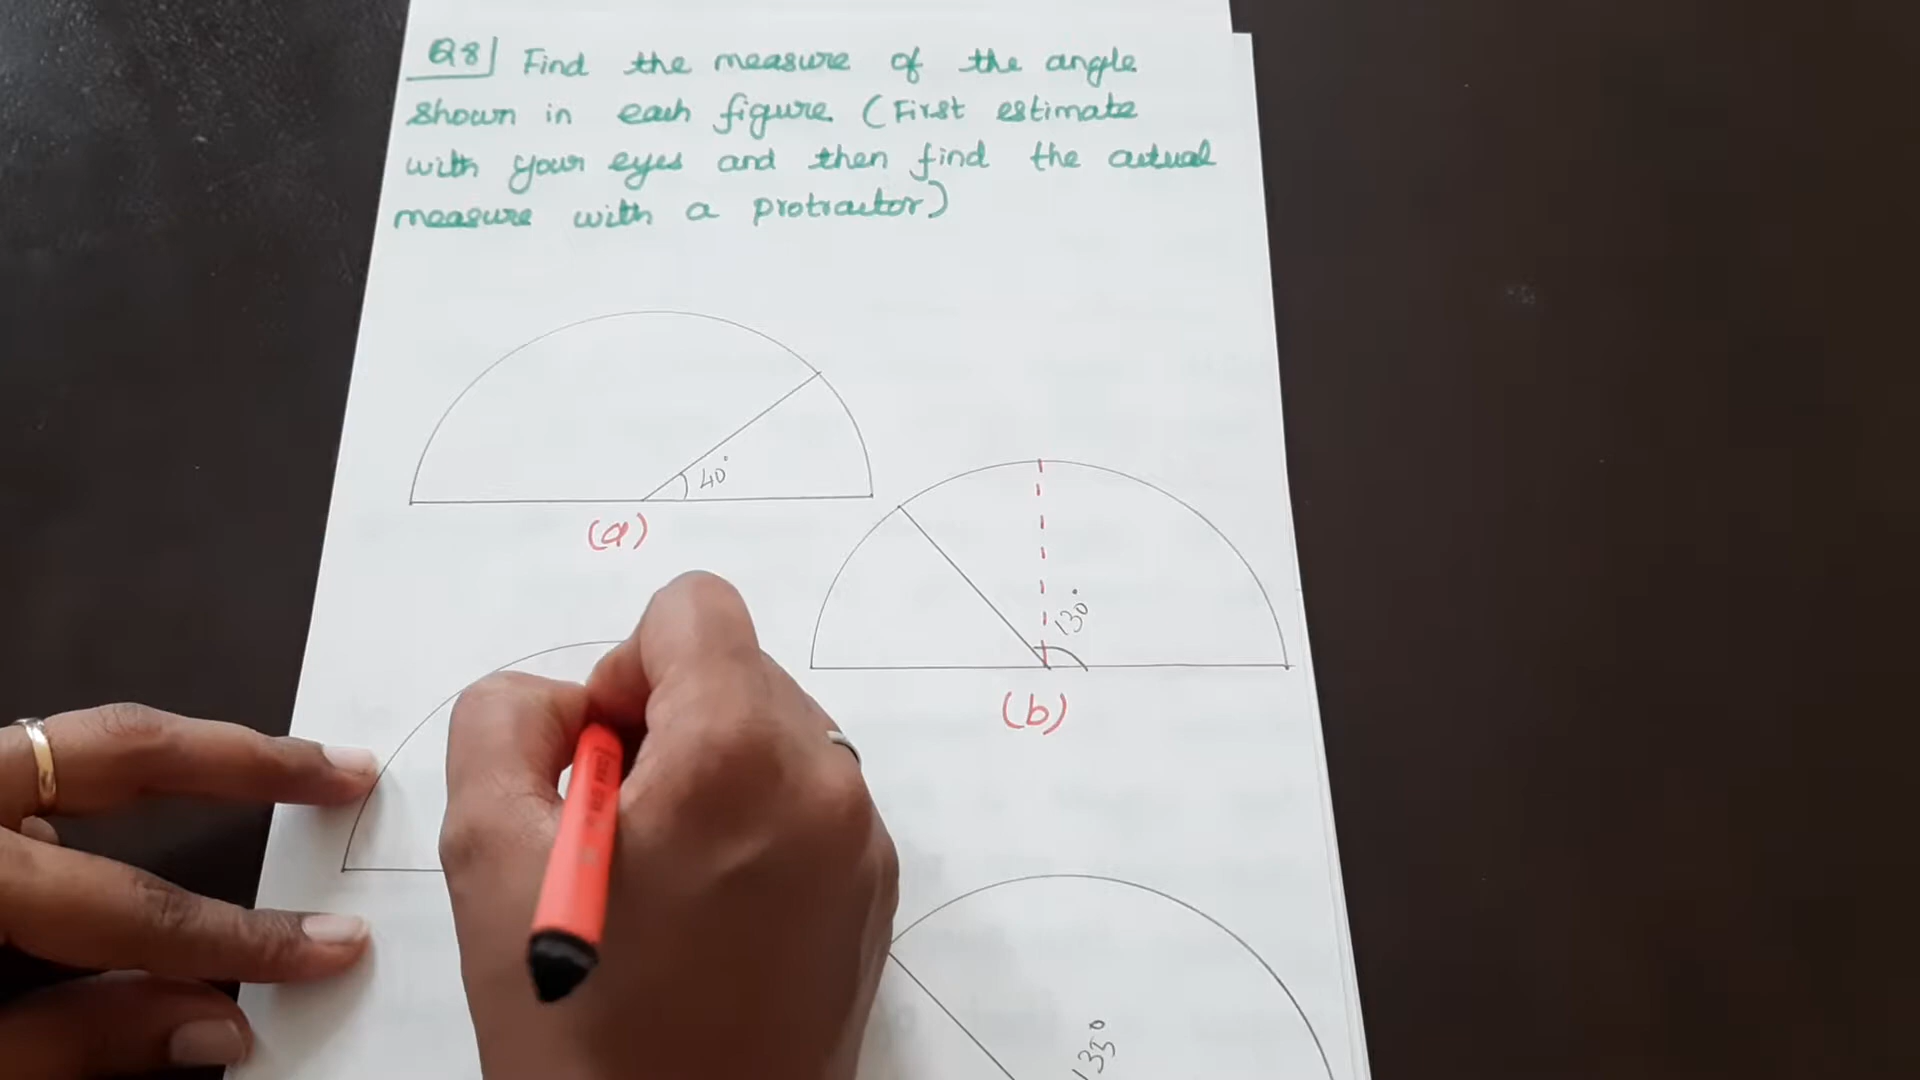 Q8 Find the measure of the angle
shown in each figure. (First estimate
with your eyes and then find the actual
measure with a protractor)
40°
(a)
130°
(b)
135°